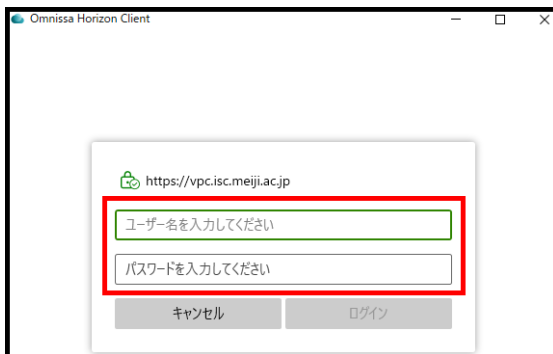 Omnissa Horizon Client
https://vpc.isc.meiji.ac.jp
ユーザー名を入力してください
パスワードを入力してください
キャンセル
ログイン